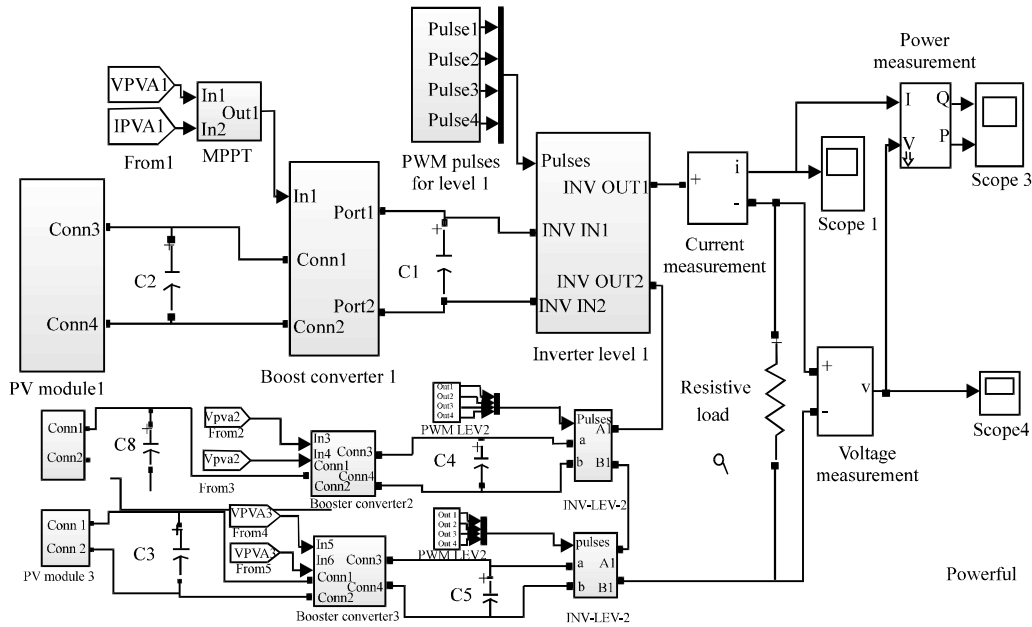 Pulse1
Pulse2
Pulse3
Pulse4
PWM pulses
for level 1
VPVA1
IPVA1
From1
In1
Out1
In2
MPPT
Power
measurement
I
Q
V
P
Scope 3
Conn3
Conn4
PV module1
+
C2
In1
Port1
Conn1
Port2
Conn2
Boost converter 1
+
C1
Pulses
INV OUT1
INV IN1
INV OUT2
INV IN2
Inverter level 1
+
i
-
Current
measurement
Scope 1
Resistive
load
+
v
-
Voltage
measurement
Scope4
Conn1
Conn2
+
C8
Vpva2
From2
Vpva2
From3
In3
In4
Conn3
Conn1
Conn4
Conn2
Booster converter2
Out1
Out2
Out3
Out4
PWM LEV2
+
C4
Pulses
A1
a
b
B1
INV-LEV-2
Conn 1
Conn 2
PV module 3
+
C3
VPVA3
From4
VPVA3
From5
In5
In6
Conn3
Conn1
Conn4
Conn2
Booster converter3
Out 1
Out 2
Out 3
Out 4
PWM LEV2
+
C5
pulses
A1
a
b
B1
INV-LEV-2
Powerful